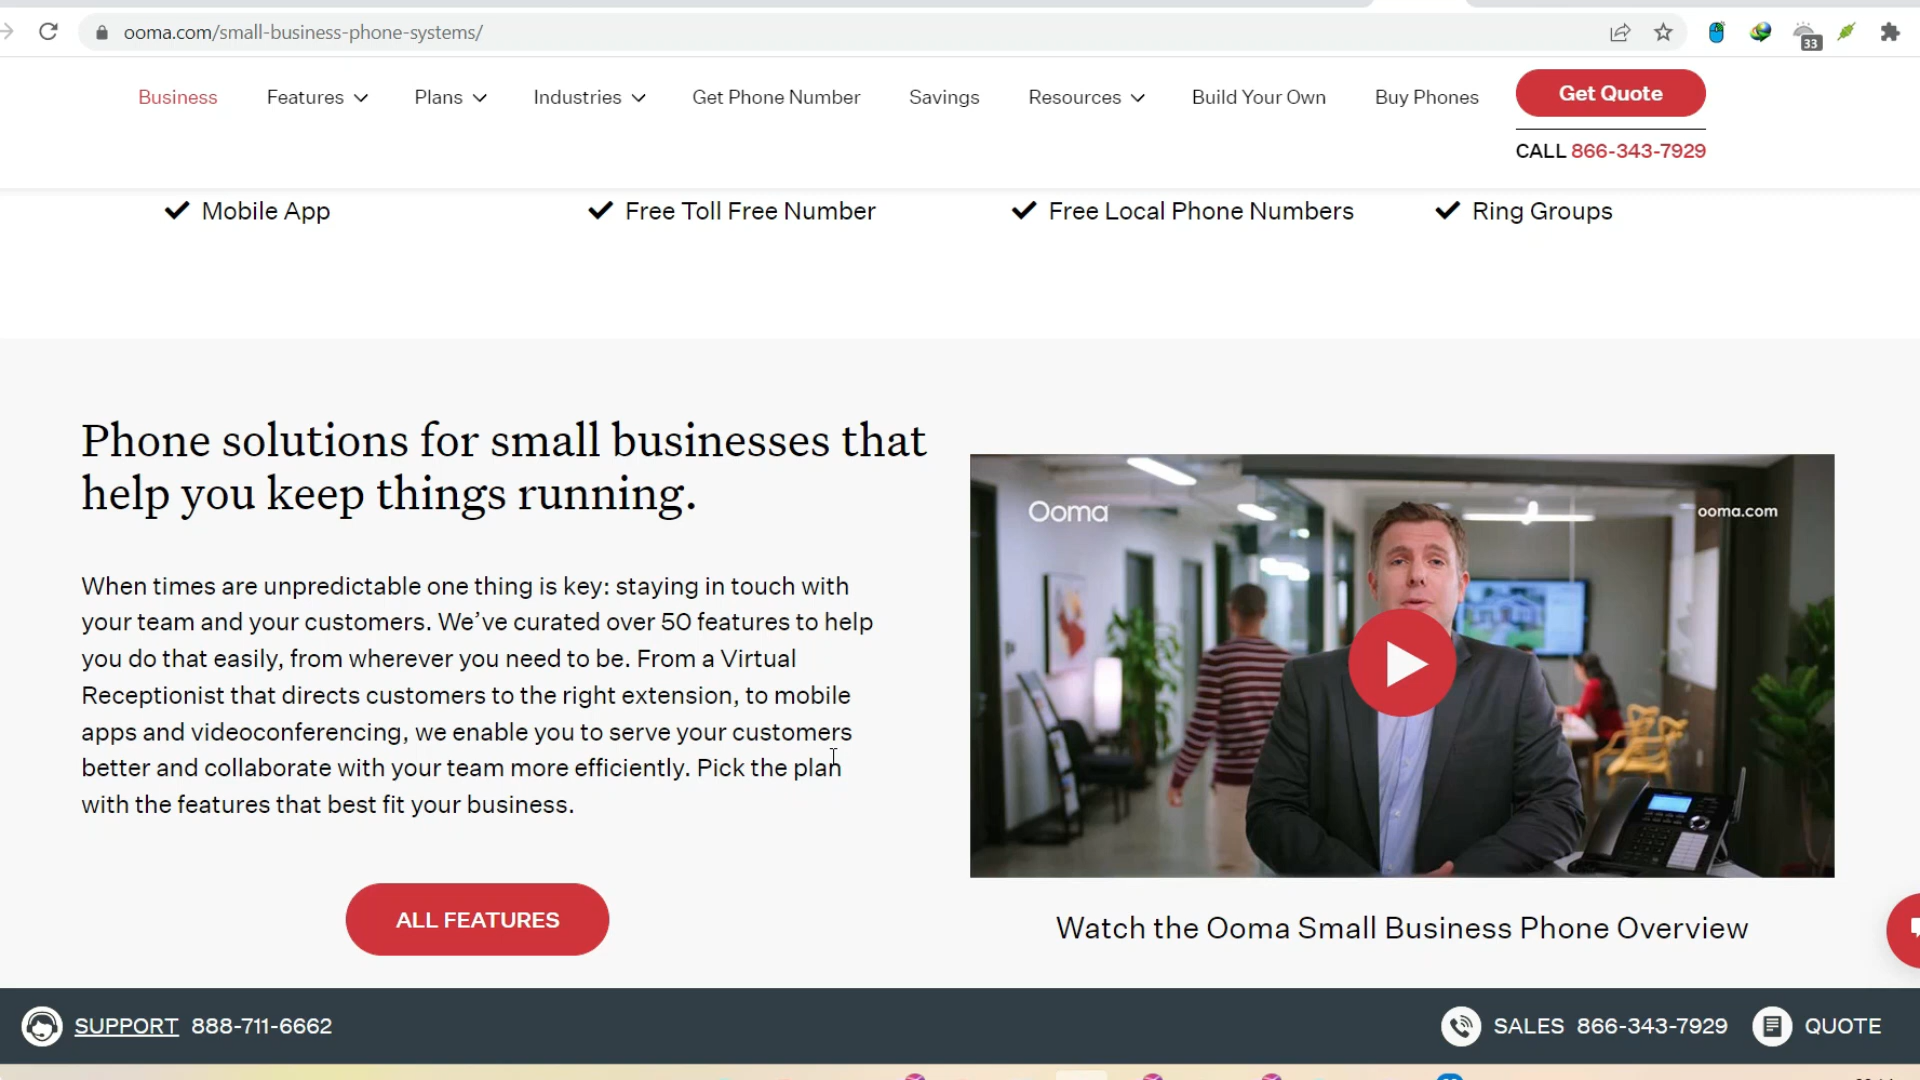 ooma.com/small-business-phone-systems/
33
Business Features Plans Industries Get Phone Number Savings Resources Build Your Own Buy Phones Get Quote
CALL 866-343-7929
Mobile App Free Toll Free Number Free Local Phone Numbers Ring Groups
Phone solutions for small businesses that
help you keep things running.
When times are unpredictable one thing is key: staying in touch with
your team and your customers. We’ve curated over 50 features to help
you do that easily, from wherever you need to be. From a Virtual
Receptionist that directs customers to the right extension, to mobile
apps and videoconferencing, we enable you to serve your customers
better and collaborate with your team more efficiently. Pick the plan
with the features that best fit your business.
ALL FEATURES
Ooma ooma.com
Watch the Ooma Small Business Phone Overview
SUPPORT 888-711-6662 SALES 866-343-7929 QUOTE